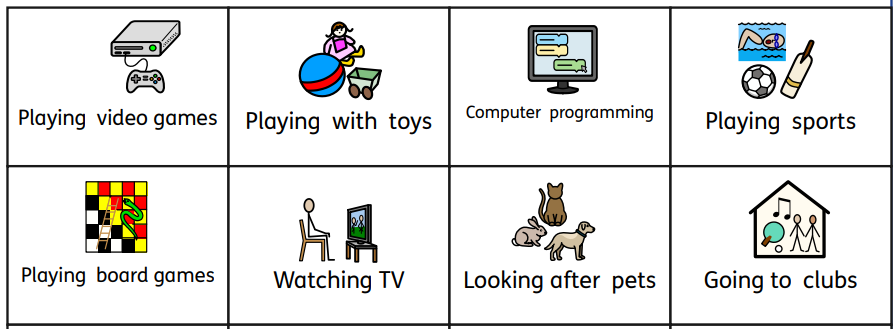 Playing video games
Playing with toys
Computer programming
Playing sports
Playing board games
Watching TV
Looking after pets
Going to clubs